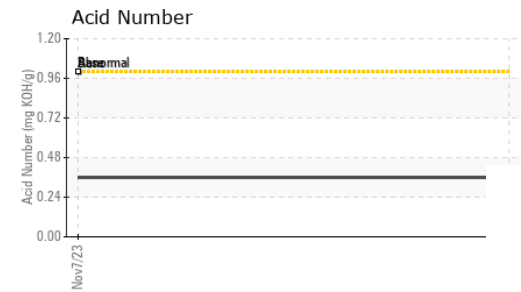 Acid Number
1.20
Abnormal
0.96
0.72
0.48
0.24
0.00
Acid Number (mg KOH/g)
Nov7/23